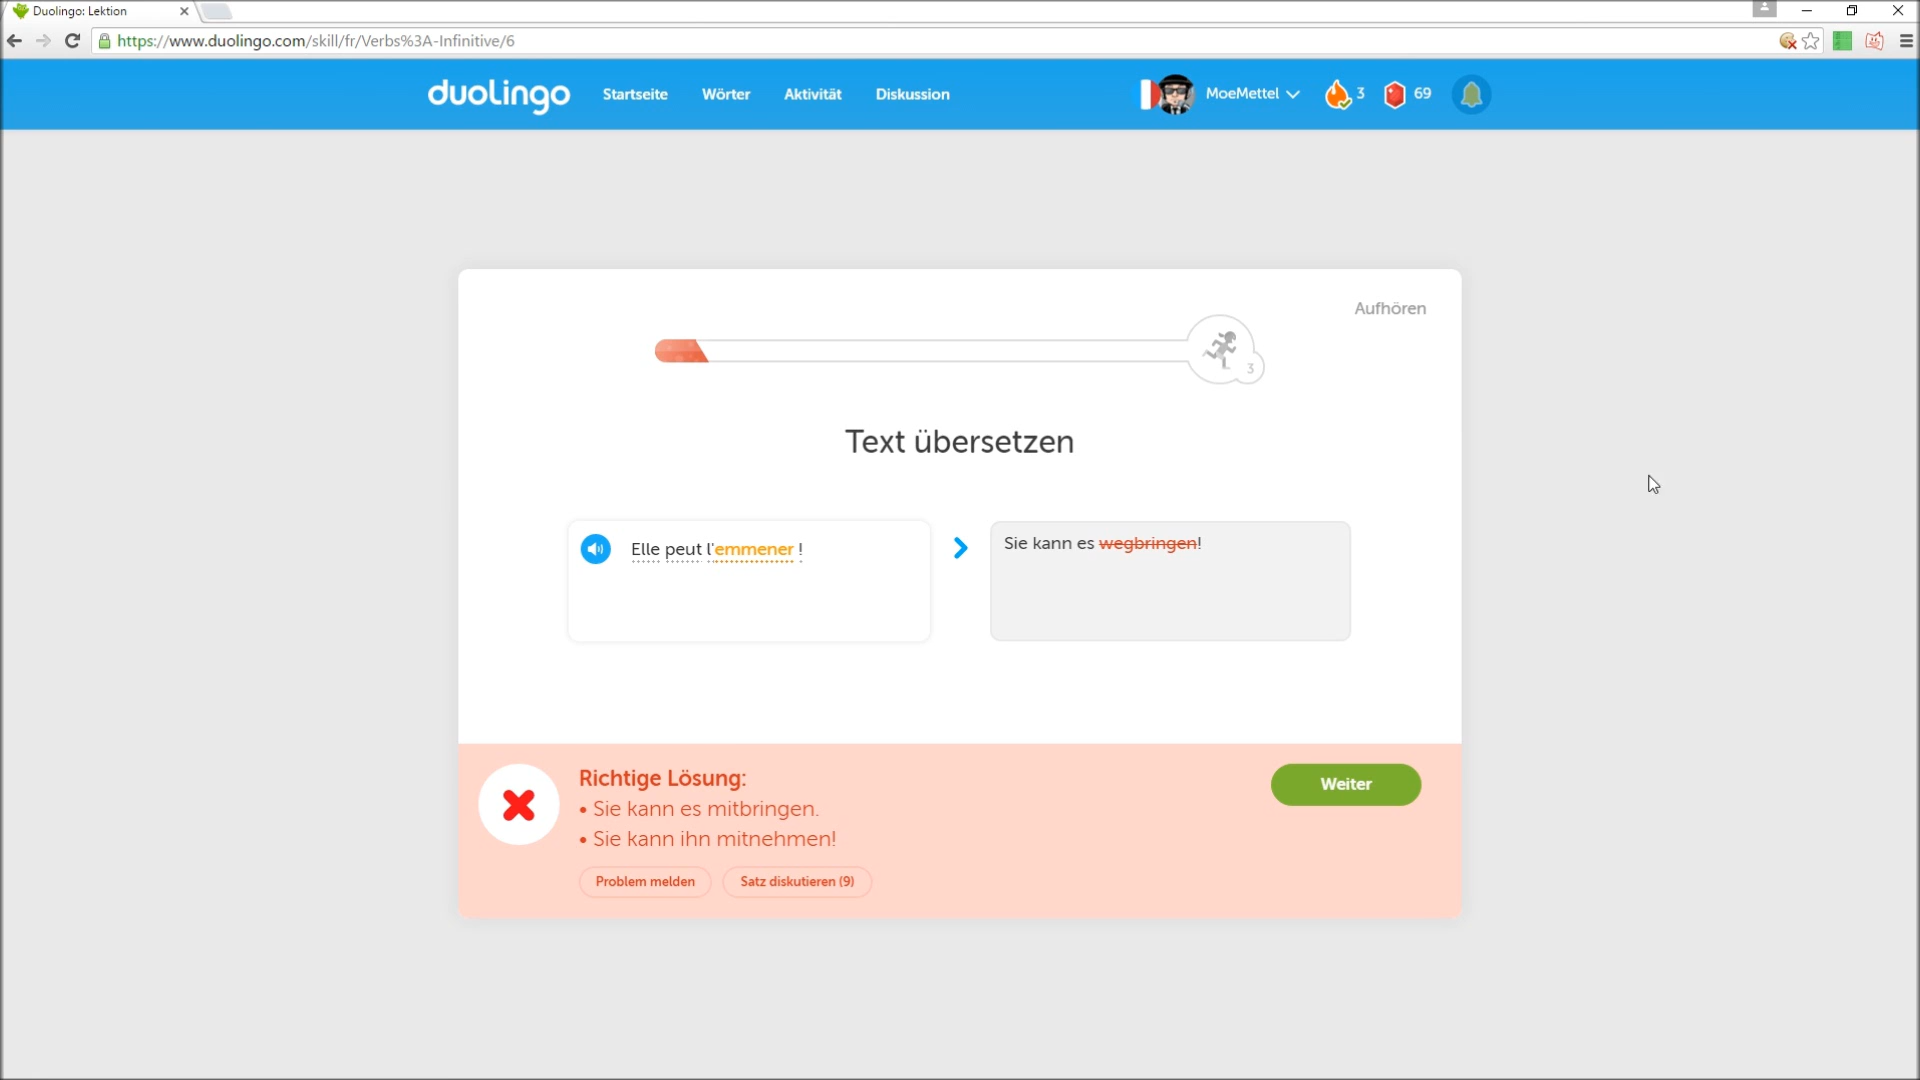 Duolingo: Lektion
https://www.duolingo.com/skill/fr/Verbs%3A-Infinitive/6
duolingo Startseite Wörter Aktivität Diskussion MoeMettel 3 69
Aufhören
3
Text übersetzen
Elle peut l'emmener !
Sie kann es wegbringen!
Richtige Lösung:
• Sie kann es mitbringen.
• Sie kann ihn mitnehmen!
Weiter
Problem melden Satz diskutieren (9)